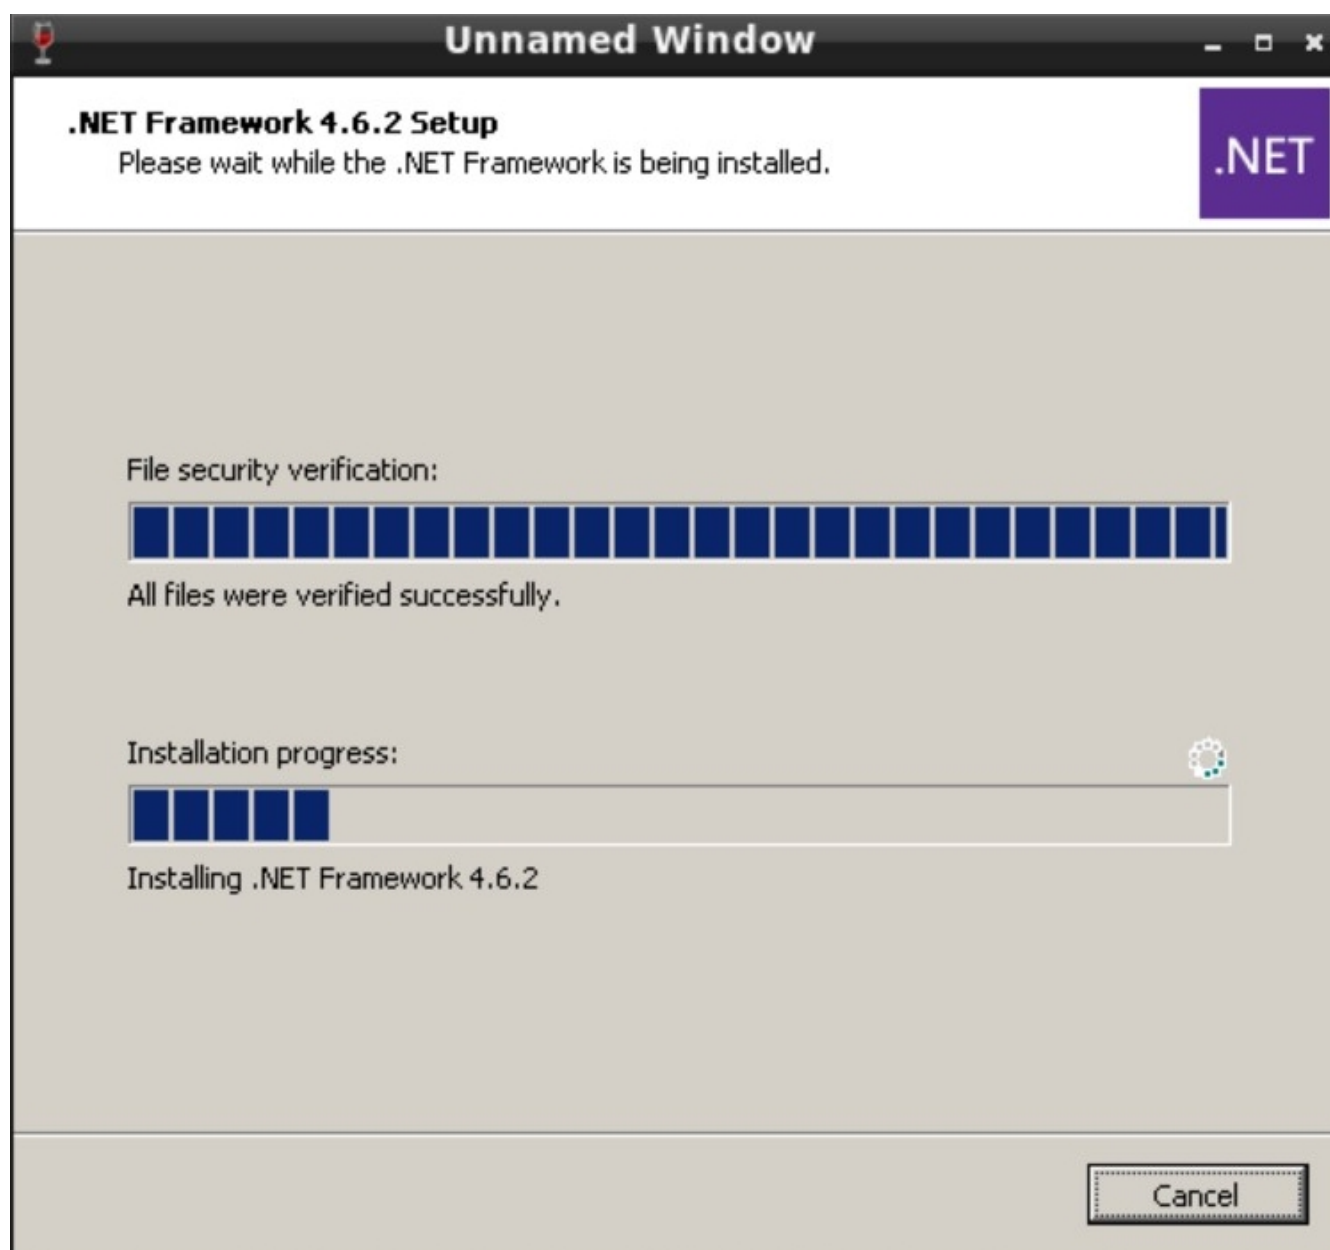 Unnamed Window
.NET Framework 4.6.2 Setup
Please wait while the .NET Framework is being installed.
.NET
File security verification:
All files were verified successfully.
Installation progress:
Installing .NET Framework 4.6.2
Cancel